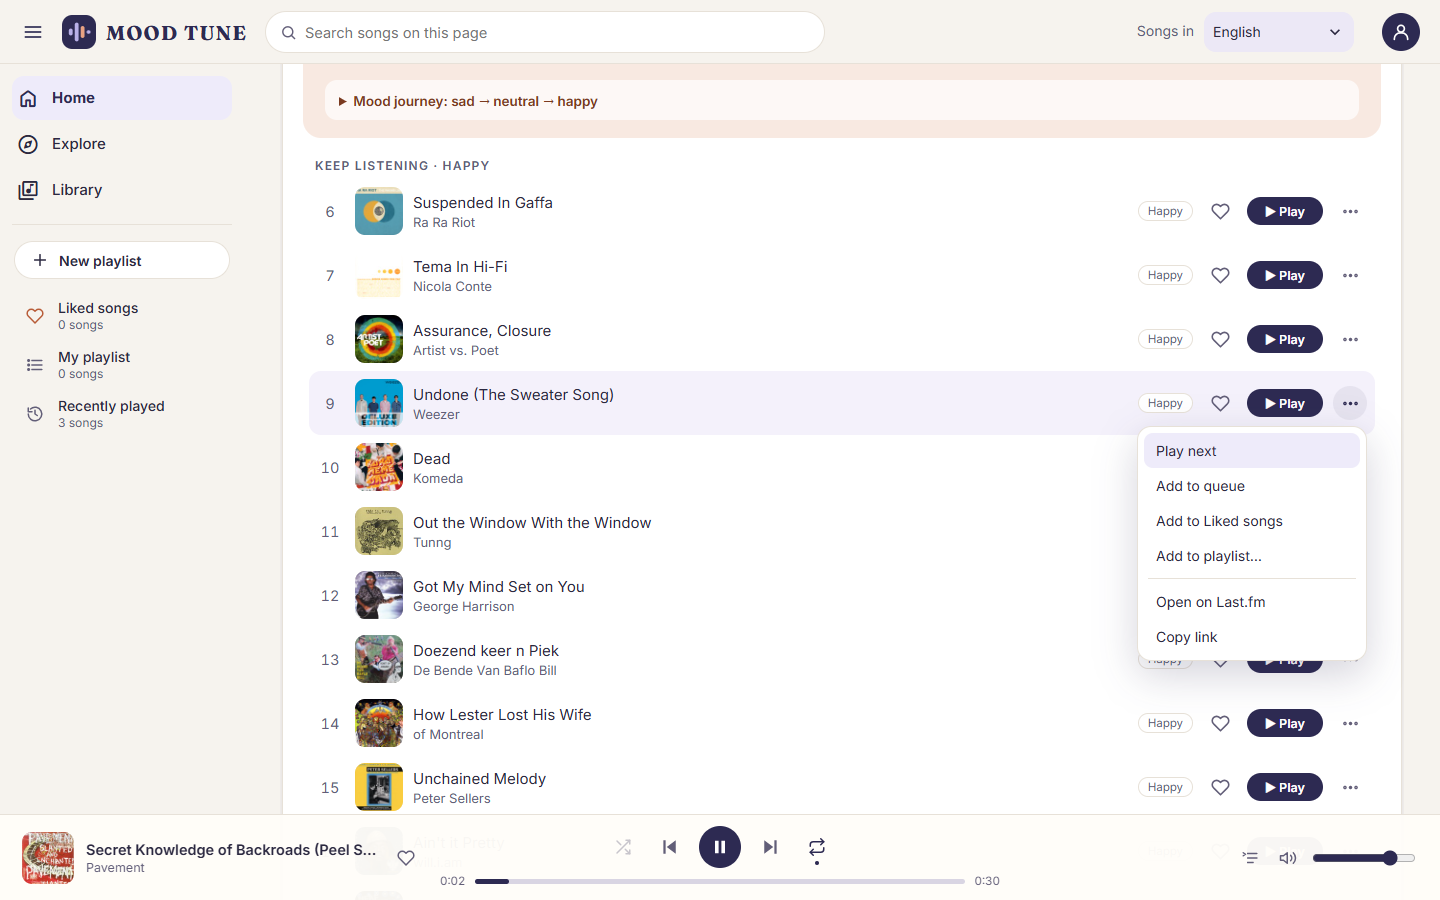 MOOD TUNE
Search songs on this page
Songs in
English
Home
Explore
Library
New playlist
Liked songs
0 songs
My playlist
0 songs
Recently played
3 songs
Mood journey: sad → neutral → happy
KEEP LISTENING · HAPPY
6
Suspended In Gaffa
Ra Ra Riot
Happy
Play
7
Tema In Hi-Fi
Nicola Conte
Happy
Play
8
Assurance, Closure
Artist vs. Poet
Happy
Play
9
Undone (The Sweater Song)
Weezer
Happy
Play
DELUXE
EDITION
Play next
Add to queue
Add to Liked songs
Add to playlist...
Open on Last.fm
Copy link
10
Dead
Komeda
11
Out the Window With the Window
Tunng
12
Got My Mind Set on You
George Harrison
13
Doezend keer n Piek
De Bende Van Baflo Bill
Happy
Play
14
How Lester Lost His Wife
of Montreal
Happy
Play
15
Unchained Melody
Peter Sellers
Happy
Play
PETER SELLERS
Secret Knowledge of Backroads (Peel S...
Pavement
0:02
0:30